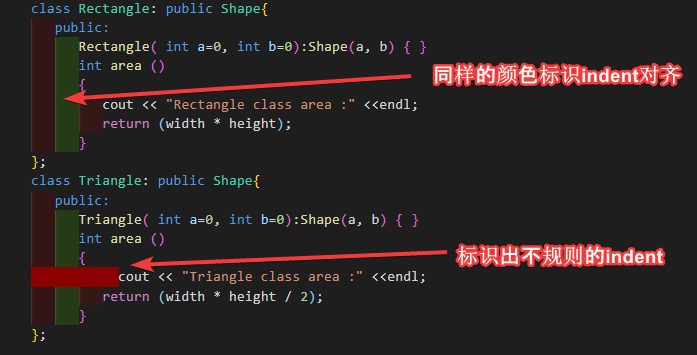 class Rectangle: public Shape{
    public:
      Rectangle( int a=0, int b=0):Shape(a, b) { }
      int area ()
      {
         cout << "Rectangle class area :" <<endl;
         return (width * height);
      }
};
class Triangle: public Shape{
    public:
      Triangle( int a=0, int b=0):Shape(a, b) { }
      int area ()
      {
           cout << "Triangle class area :" <<endl;
         return (width * height / 2);
      }
};
同样的颜色标识indent对齐
标识出不规则的indent